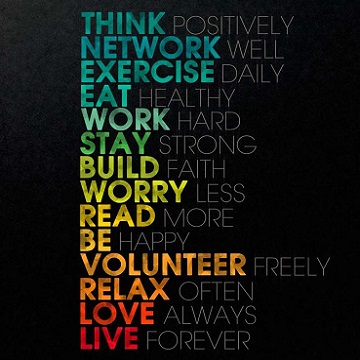 THINK POSITIVELY
NETWORK WELL
EXERCISE DAILY
EAT HEALTHY
WORK HARD
STAY STRONG
BUILD FAITH
WORRY LESS
READ MORE
BE HAPPY
VOLUNTEER FREELY
RELAX OFTEN
LOVE ALWAYS
LIVE FOREVER